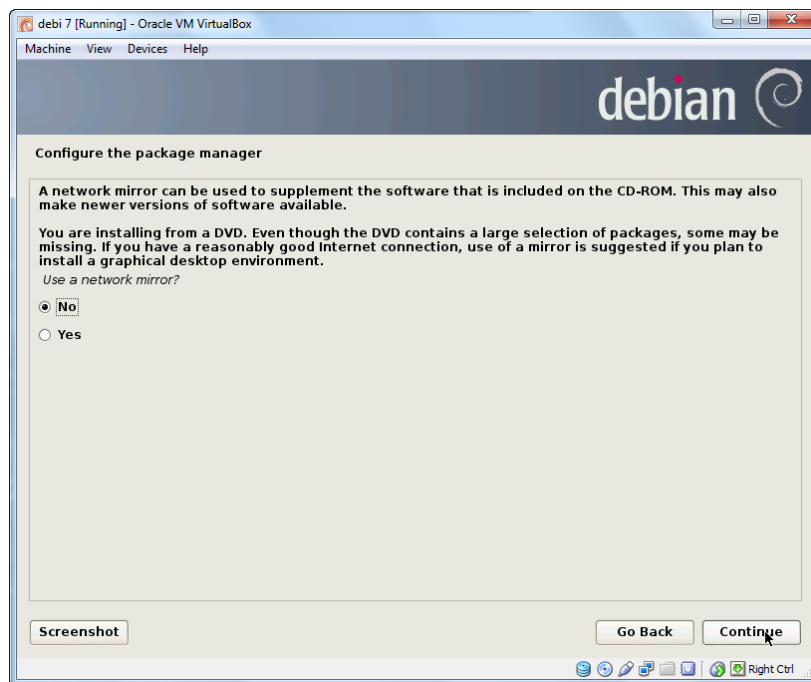 debi 7 [Running] - Oracle VM VirtualBox
Machine View Devices Help
debian
Configure the package manager
A network mirror can be used to supplement the software that is included on the CD-ROM. This may also
make newer versions of software available.
You are installing from a DVD. Even though the DVD contains a large selection of packages, some may be
missing. If you have a reasonably good Internet connection, use of a mirror is suggested if you plan to
install a graphical desktop environment.
Use a network mirror?
No
Yes
Screenshot Go Back Continue
Right Ctrl